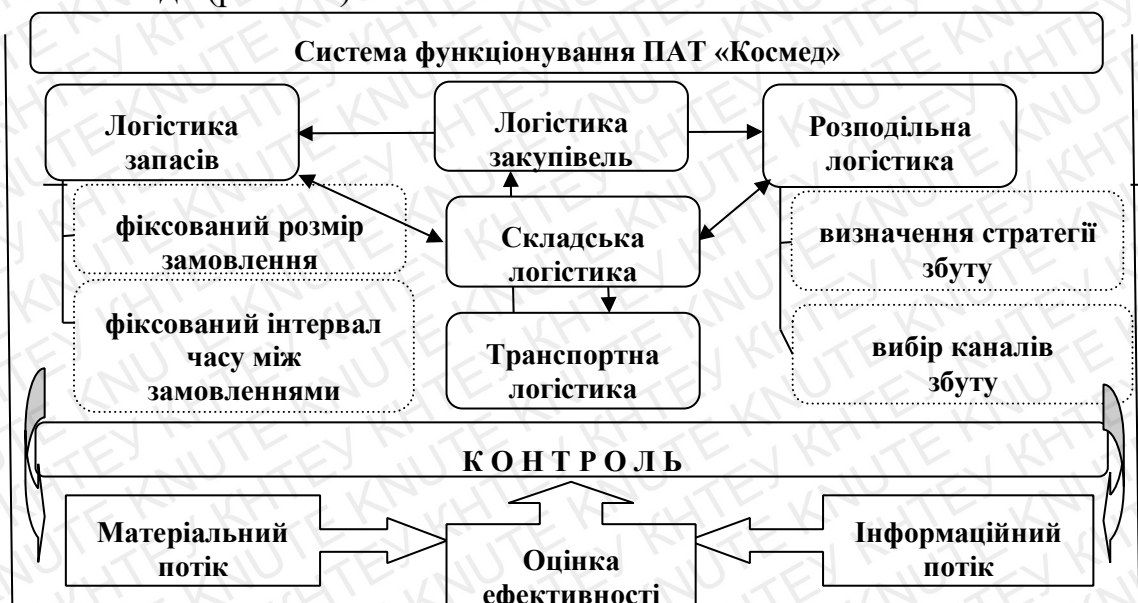 Система функціонування ПАТ «Космед»
Логістика
запасів
Логістика
закупівель
Розподільна
логістика
фіксований розмір
замовлення
Складська
логістика
визначення стратегії
збуту
фіксований інтервал
часу між
замовленнями
Транспортна
логістика
вибір каналів
збуту
К О Н Т Р О Л Ь
Матеріальний
потік
Оцінка
ефективності
Інформаційний
потік